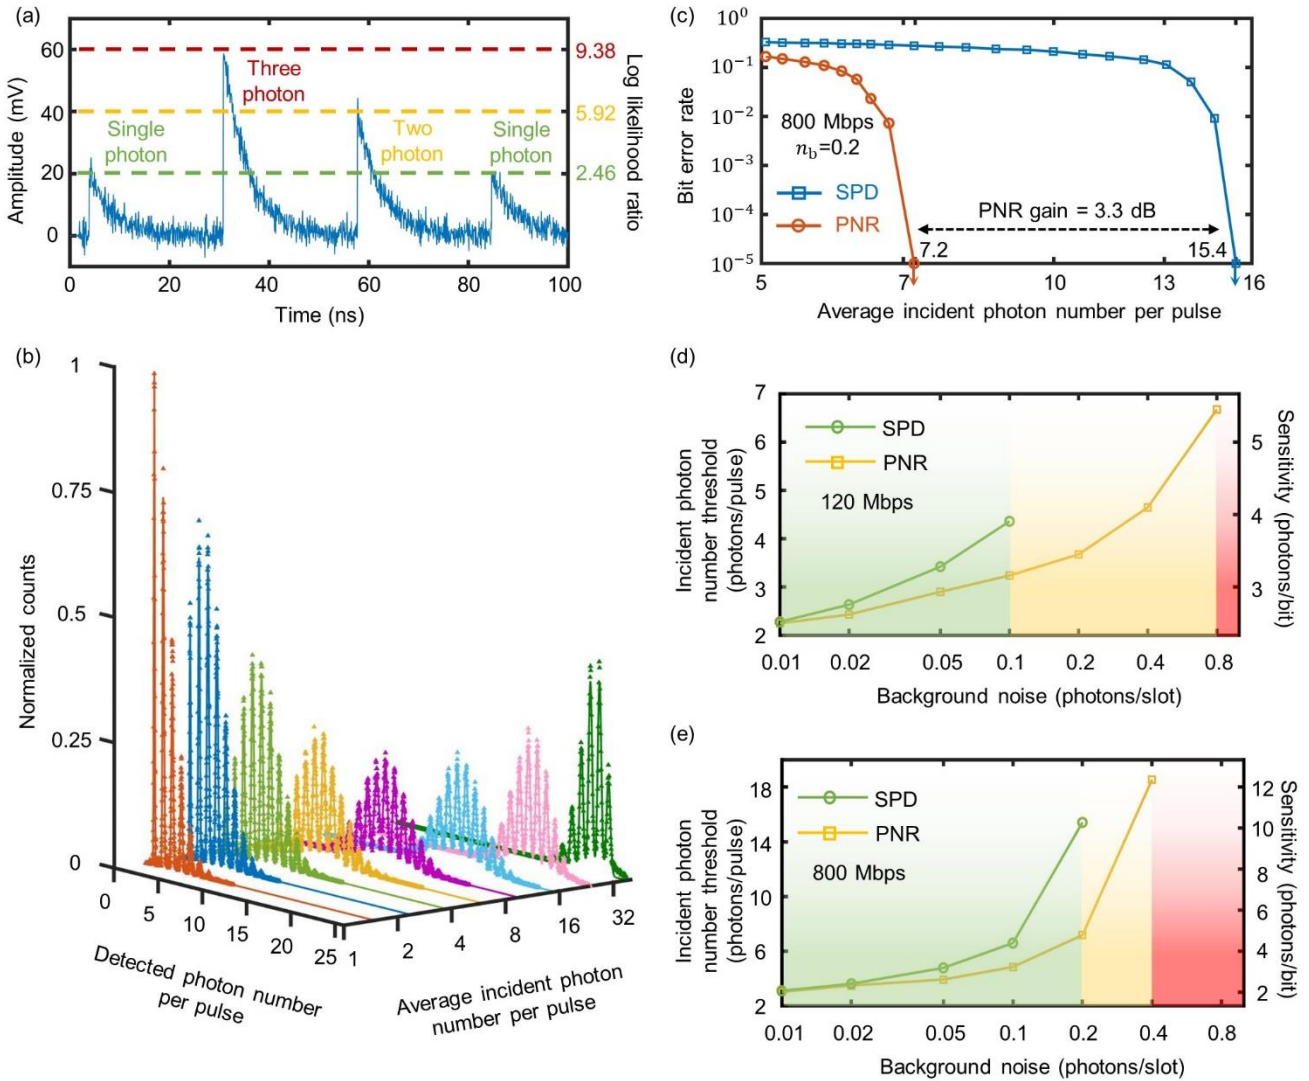 (a)
60
40
20
0
Amplitude (mV)
Three
photon
Single
photon
Two
photon
Single
photon
9.38
5.92
2.46
Log likelihood ratio
0 20 40 60 80 100
Time (ns)
(b)
1
0.75
0.5
0.25
0
Normalized counts
0 5 10 15 20 25
Detected photon number
per pulse
1 2 4 8 16 32
Average incident photon
number per pulse
(c)
10⁰
10⁻¹
10⁻²
10⁻³
10⁻⁴
10⁻⁵
Bit error rate
800 Mbps
n_b=0.2
SPD
PNR
PNR gain = 3.3 dB
7.2
15.4
5 7 10 13 16
Average incident photon number per pulse
(d)
7
6
5
4
3
2
Incident photon
number threshold
(photons/pulse)
SPD
PNR
120 Mbps
5
4
3
Sensitivity (photons/bit)
0.01 0.02 0.05 0.1 0.2 0.4 0.8
Background noise (photons/slot)
(e)
18
14
10
6
2
Incident photon
number threshold
(photons/pulse)
SPD
PNR
800 Mbps
12
10
8
6
4
2
Sensitivity (photons/bit)
0.01 0.02 0.05 0.1 0.2 0.4 0.8
Background noise (photons/slot)